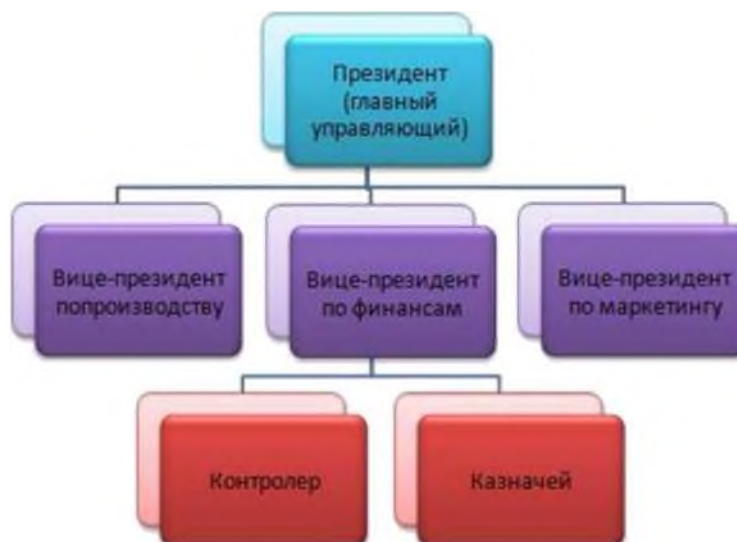 Президент
(главный
управляющий)
Вице-президент
попроизводству
Вице-президент
по финансам
Вице-президент
по маркетингу
Контролер
Казначей